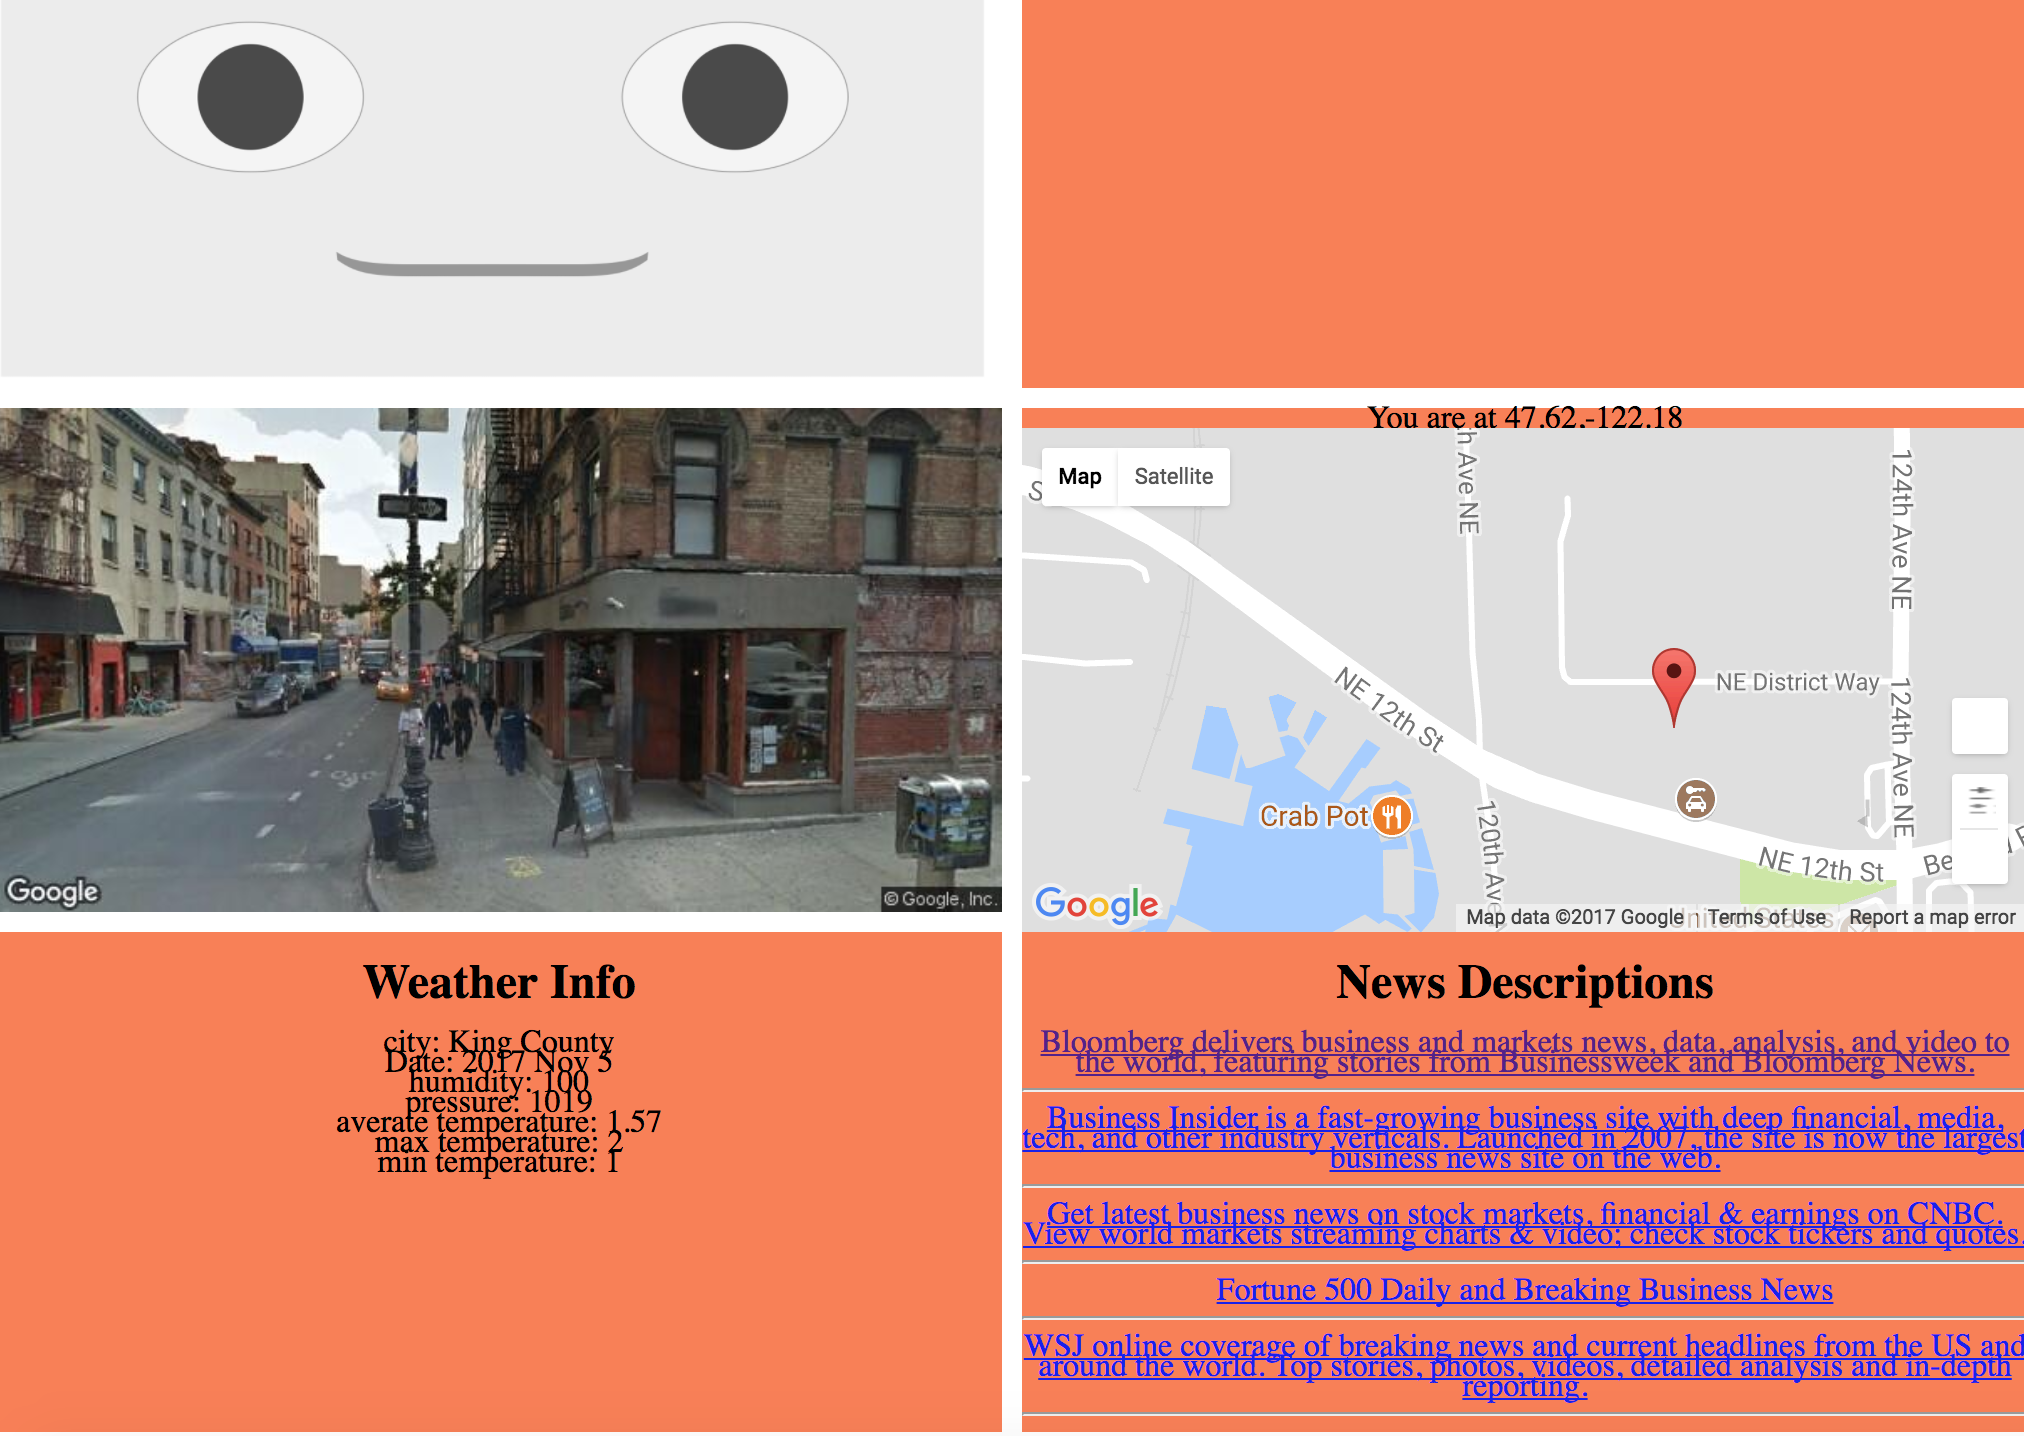 Google
© Google, Inc.
You are at 47.62,-122.18
Map
Satellite
h Ave NE
124th Ave NE
S
NE 12th St
NE District Way
124th Ave NE
Crab Pot
120th Ave
NE 12th St
Be
Google
Map data ©2017 Google
Terms of Use
Report a map error
United States
Weather Info
city: King County
Date: 2017 Nov 5
humidity: 100
pressure: 1019
averate temperature: 1.57
max temperature: 2
min temperature: 1
News Descriptions
Bloomberg delivers business and markets news, data, analysis, and video to
the world, featuring stories from Businessweek and Bloomberg News.
Business Insider is a fast-growing business site with deep financial, media,
tech, and other industry verticals. Launched in 2007, the site is now the largest
business news site on the web.
Get latest business news on stock markets, financial & earnings on CNBC.
View world markets streaming charts & video; check stock tickers and quotes.
Fortune 500 Daily and Breaking Business News
WSJ online coverage of breaking news and current headlines from the US and
around the world. Top stories, photos, videos, detailed analysis and in-depth
reporting.